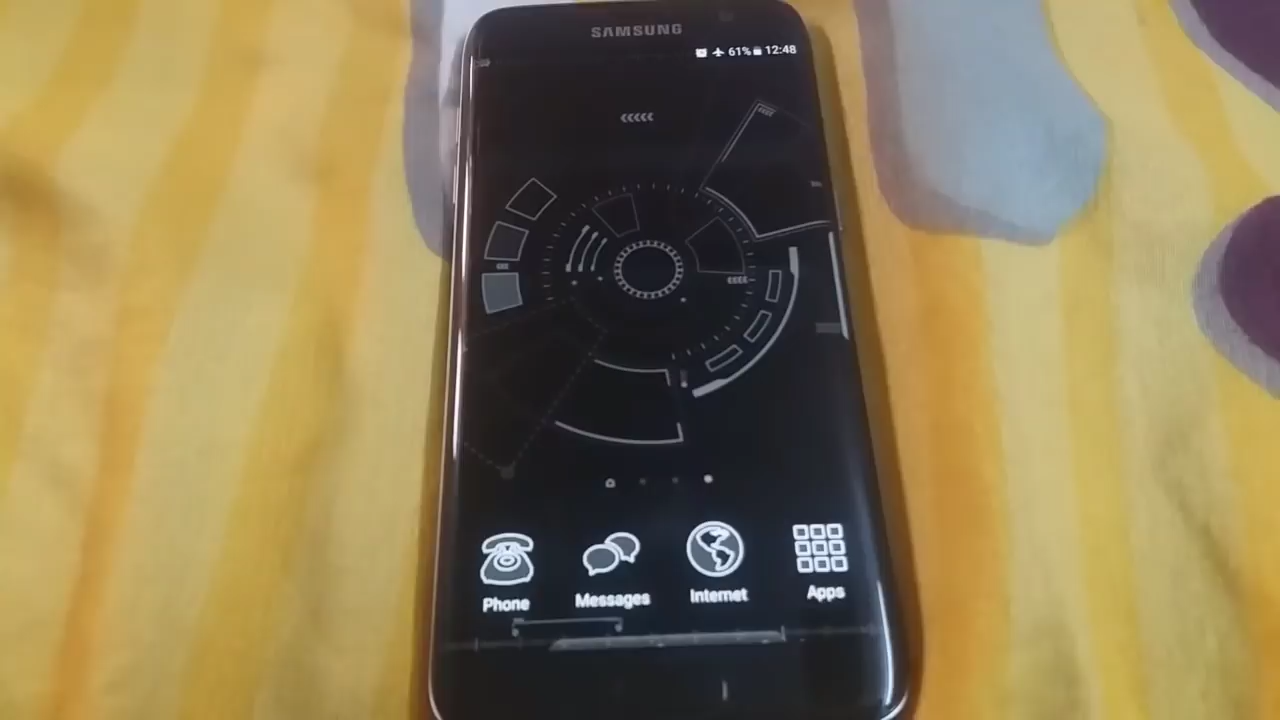 SAMSUNG
61% 12:48
Phone
Messages
Internet
Apps